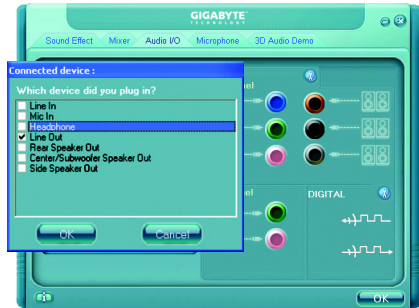 GIGABYTE
TECHNOLOGY
Sound Effect Mixer Audio I/O Microphone 3D Audio Demo
Connected device :
Which device did you plug in?
Line In
Mic In
Headphone
Line Out
Rear Speaker Out
Center/Subwoofer Speaker Out
Side Speaker Out
OK Cancel
el
el
DIGITAL
i
OK